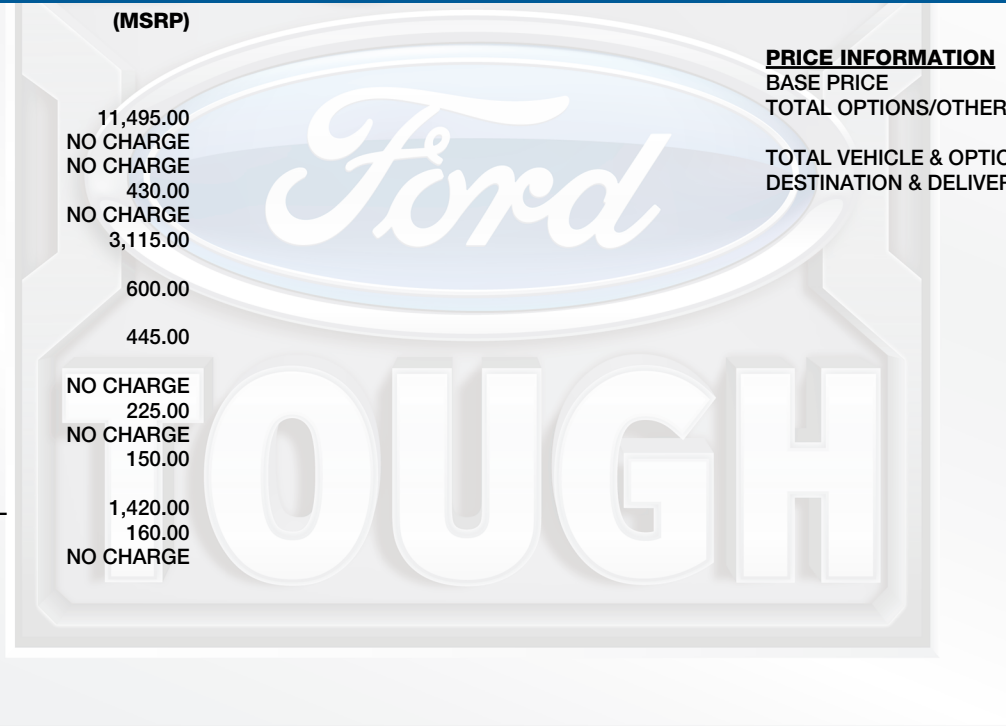 (MSRP)
11,495.00
NO CHARGE
NO CHARGE
430.00
NO CHARGE
3,115.00
600.00
445.00
NO CHARGE
225.00
NO CHARGE
150.00
1,420.00
160.00
NO CHARGE
PRICE INFORMATION
BASE PRICE
TOTAL OPTIONS/OTHER
TOTAL VEHICLE & OPTIO
DESTINATION & DELIVER
Ford
TOUGH